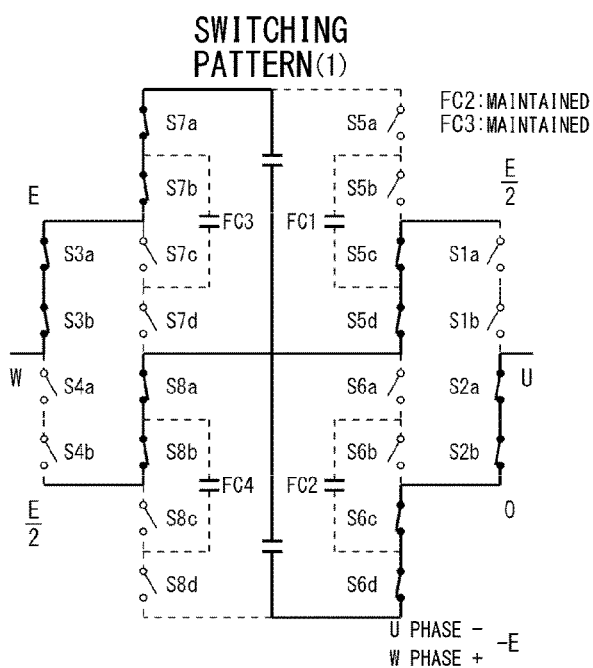 SWITCHING
PATTERN(1)
FC2:MAINTAINED
FC3:MAINTAINED
S7a
S5a
S7b
S5b
E
E/2
FC3
FC1
S3a
S7c
S5c
S1a
S3b
S7d
S5d
S1b
W
U
S4a
S8a
S6a
S2a
S4b
S8b
S6b
S2b
FC4
FC2
E/2
0
S8c
S6c
S8d
S6d
U PHASE -
W PHASE +
-E